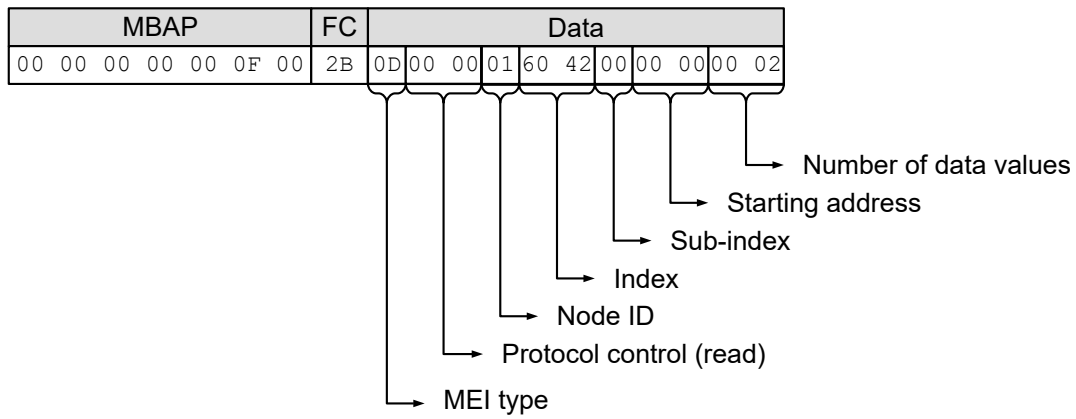 MBAP FC Data
00 00 00 00 00 0F 00 2B 0D 00 00 01 60 42 00 00 00 00 02
Number of data values
Starting address
Sub-index
Index
Node ID
Protocol control (read)
MEI type